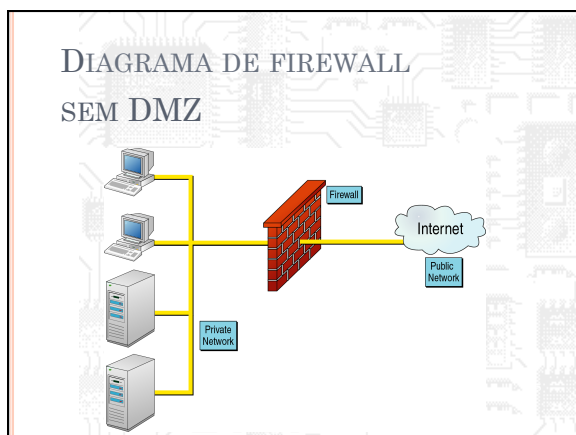 DIAGRAMA DE FIREWALL
SEM DMZ
Firewall
Internet
Public
Network
Private
Network